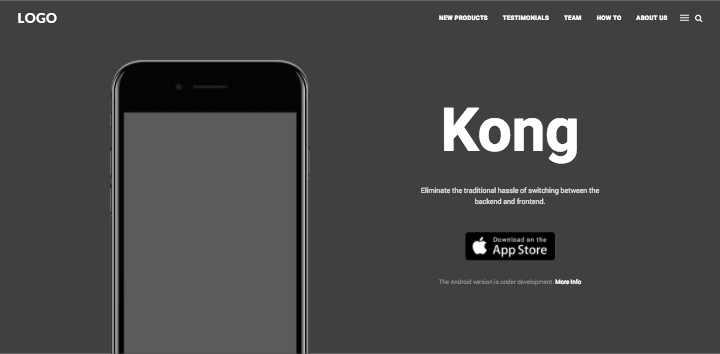 LOGO
NEW PRODUCTS TESTIMONIALS TEAM HOW TO ABOUT US
Kong
Eliminate the traditional hassle of switching between the
backend and frontend.
Download on the
App Store
The Android version is under development. More Info